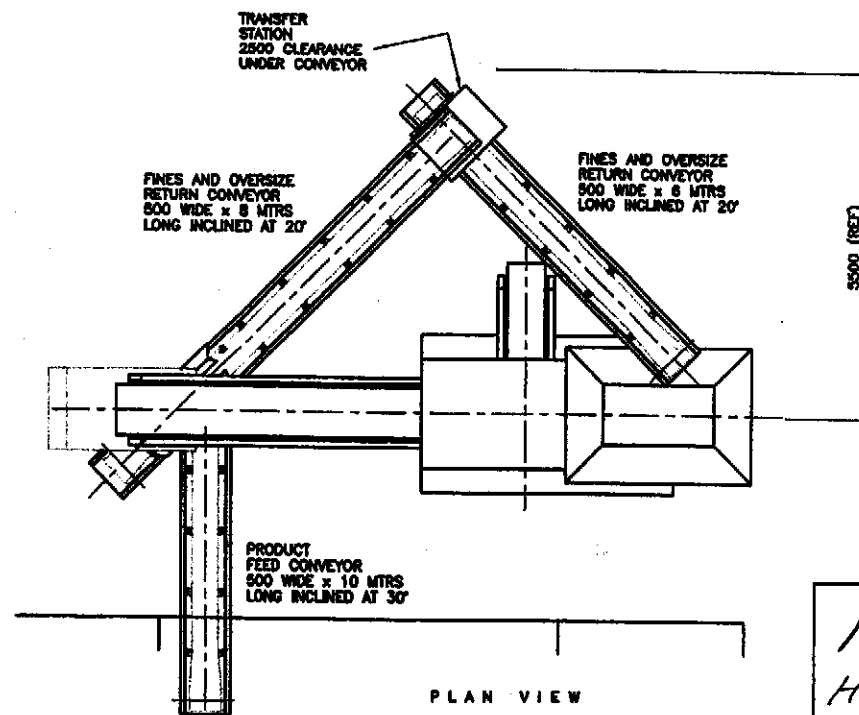 TRANSFER
STATION
2500 CLEARANCE
UNDER CONVEYOR
FINES AND OVERSIZE
RETURN CONVEYOR
500 WIDE x 8 MTRS
LONG INCLINED AT 20°
FINES AND OVERSIZE
RETURN CONVEYOR
500 WIDE x 6 MTRS
LONG INCLINED AT 20°
5500 (REF)
PRODUCT
FEED CONVEYOR
500 WIDE x 10 MTRS
LONG INCLINED AT 30°
PLAN VIEW
H